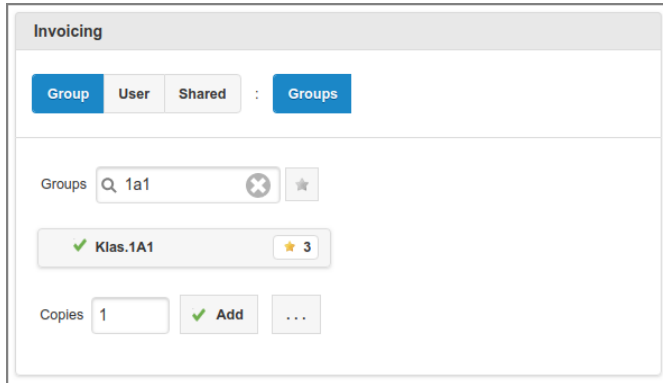 Invoicing
Group User Shared : Groups
Groups 1a1
Klas.1A1 3
Copies 1 Add ...